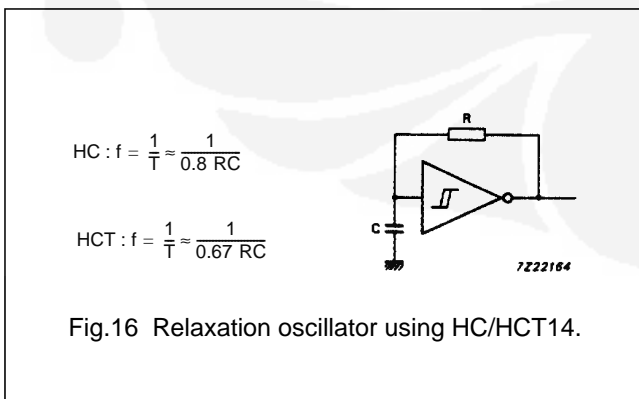 HC : f = 1/T ≈ 1/0.8 RC
HCT : f = 1/T ≈ 1/0.67 RC
R
C
7Z22164
Fig.16 Relaxation oscillator using HC/HCT14.